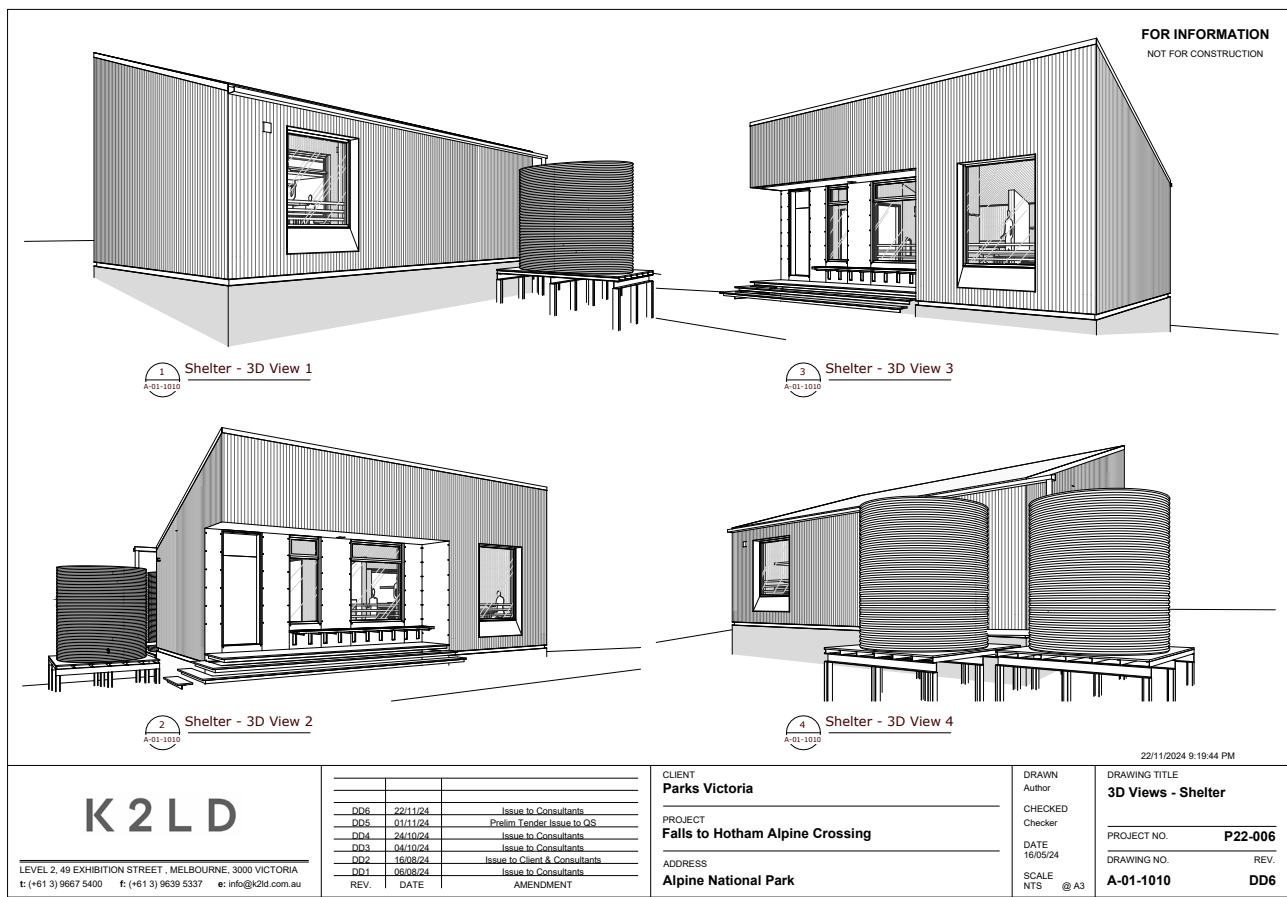 FOR INFORMATION
NOT FOR CONSTRUCTION
1
A-01-1010
Shelter - 3D View 1
3
A-01-1010
Shelter - 3D View 3
2
A-01-1010
Shelter - 3D View 2
4
A-01-1010
Shelter - 3D View 4
22/11/2024 9:19:44 PM
K2LD
LEVEL 2, 49 EXHIBITION STREET , MELBOURNE, 3000 VICTORIA
t: (+61 3) 9667 5400 f: (+61 3) 9639 5337 e: info@k2ld.com.au
DD6 22/11/24 Issue to Consultants
DD5 01/11/24 Prelim Tender Issue to QS
DD4 24/10/24 Issue to Consultants
DD3 04/10/24 Issue to Consultants
DD2 16/08/24 Issue to Client & Consultants
DD1 06/08/24 Issue to Consultants
REV. DATE AMENDMENT
CLIENT
Parks Victoria
PROJECT
Falls to Hotham Alpine Crossing
ADDRESS
Alpine National Park
DRAWN
Author
CHECKED
Checker
DATE
16/05/24
SCALE
NTS @ A3
DRAWING TITLE
3D Views - Shelter
PROJECT NO. P22-006
DRAWING NO. REV.
A-01-1010 DD6